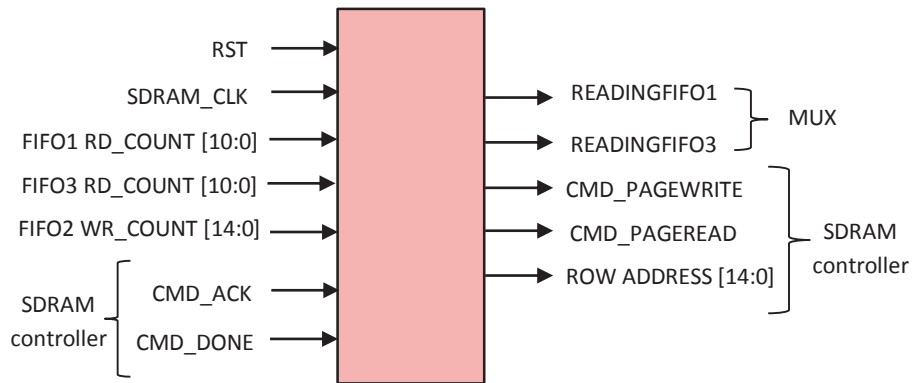 RST
SDRAM_CLK
FIFO1 RD_COUNT [10:0]
FIFO3 RD_COUNT [10:0]
FIFO2 WR_COUNT [14:0]
SDRAM
controller
CMD_ACK
CMD_DONE
READINGFIFO1
READINGFIFO3
MUX
CMD_PAGEWRITE
CMD_PAGEREAD
ROW ADDRESS [14:0]
SDRAM
controller